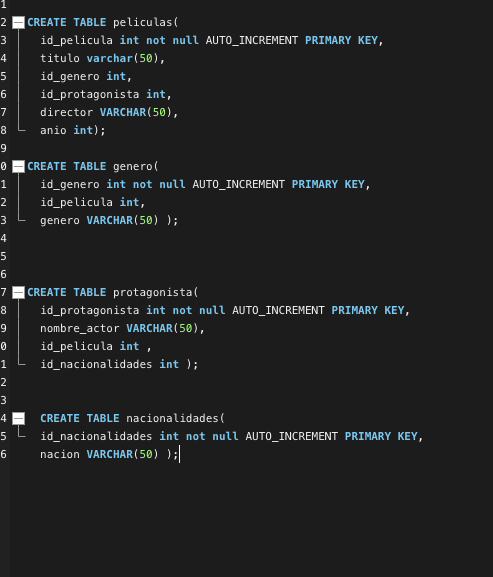 1
2 CREATE TABLE peliculas(
3 id_pelicula int not null AUTO_INCREMENT PRIMARY KEY,
4 titulo varchar(50),
5 id_genero int,
6 id_protagonista int,
7 director VARCHAR(50),
8 anio int);
9
0 CREATE TABLE genero(
1 id_genero int not null AUTO_INCREMENT PRIMARY KEY,
2 id_pelicula int,
3 genero VARCHAR(50) );
4
5
6
7 CREATE TABLE protagonista(
8 id_protagonista int not null AUTO_INCREMENT PRIMARY KEY,
9 nombre_actor VARCHAR(50),
0 id_pelicula int ,
1 id_nacionalidades int );
2
3
4 CREATE TABLE nacionalidades(
5 id_nacionalidades int not null AUTO_INCREMENT PRIMARY KEY,
6 nacion VARCHAR(50) );